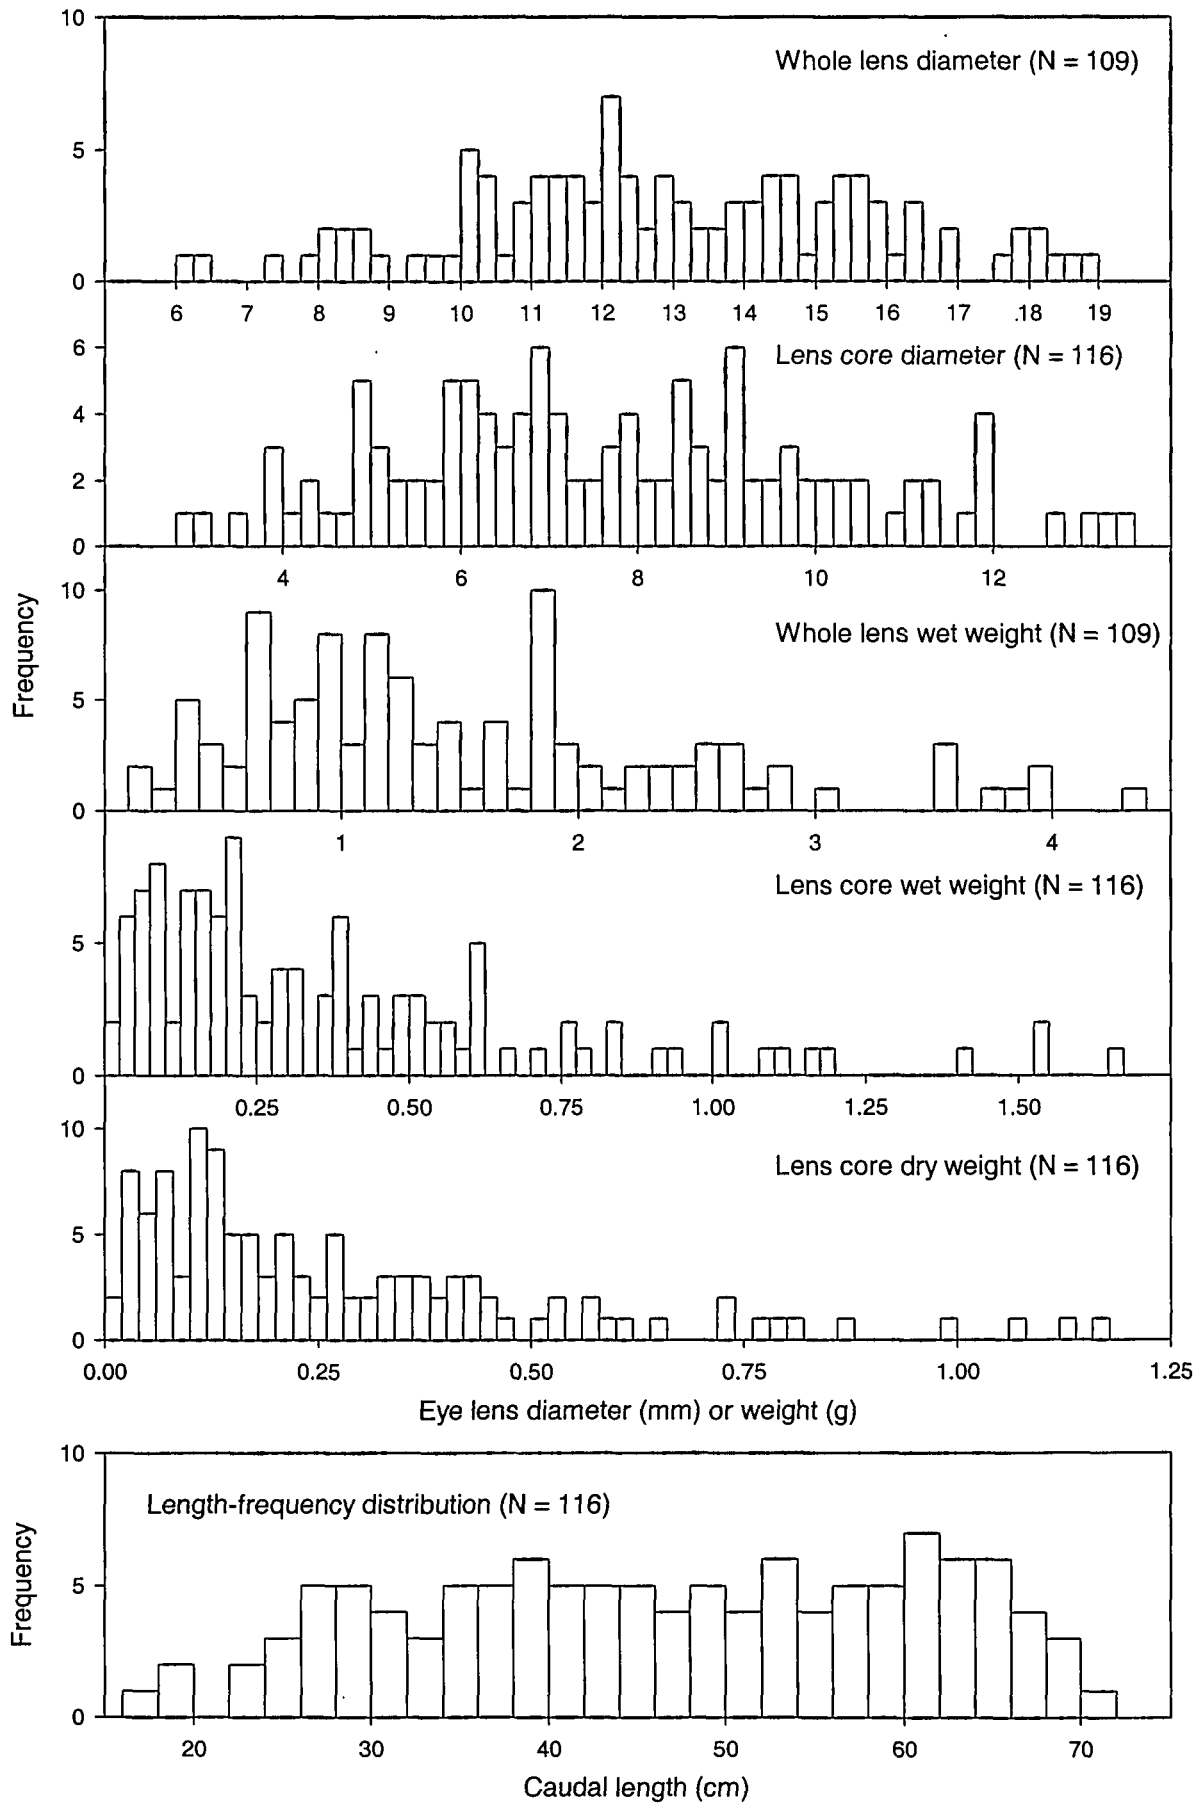 10
Whole lens diameter (N = 109)
5
0
6 7 8 9 10 11 12 13 14 15 16 17 .18 19
6
Lens core diameter (N = 116)
4
2
0
4 6 8 10 12
10
Whole lens wet weight (N = 109)
Frequency
5
0
1 2 3 4
Lens core wet weight (N = 116)
5
0
0.25 0.50 0.75 1.00 1.25 1.50
10
Lens core dry weight (N = 116)
5
0
0.00 0.25 0.50 0.75 1.00 1.25
Eye lens diameter (mm) or weight (g)
10
Length-frequency distribution (N = 116)
Frequency
5
0
20 30 40 50 60 70
Caudal length (cm)